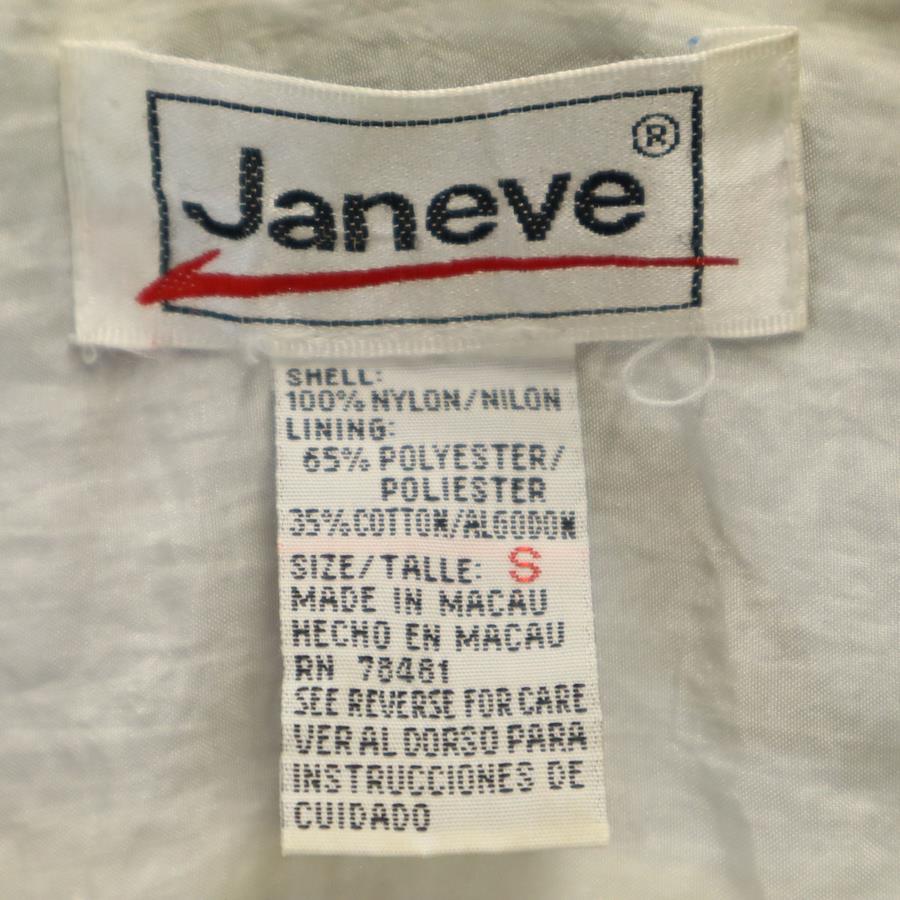 Janeve®
SHELL:
100% NYLON/NILON
LINING:
65% POLYESTER/
POLIESTER
35% COTTON/ALGODON
SIZE/TALLE: S
MADE IN MACAU
HECHO EN MACAU
RN 78481
SEE REVERSE FOR CARE
VER AL DORSO PARA
INSTRUCCIONES DE
CUIDADO